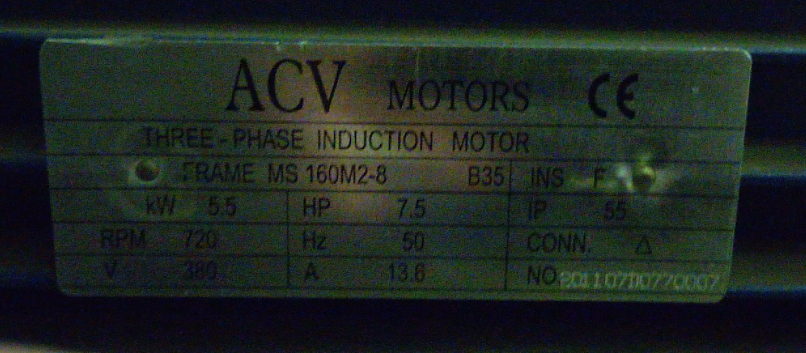 ACV MOTORS CE
THREE-PHASE INDUCTION MOTOR
FRAME MS 160M2-8 B35 INS F
kW 5.5 HP 7.5 IP 55
RPM 720 Hz 50 CONN. Δ
V 380 A 13.6 NO.